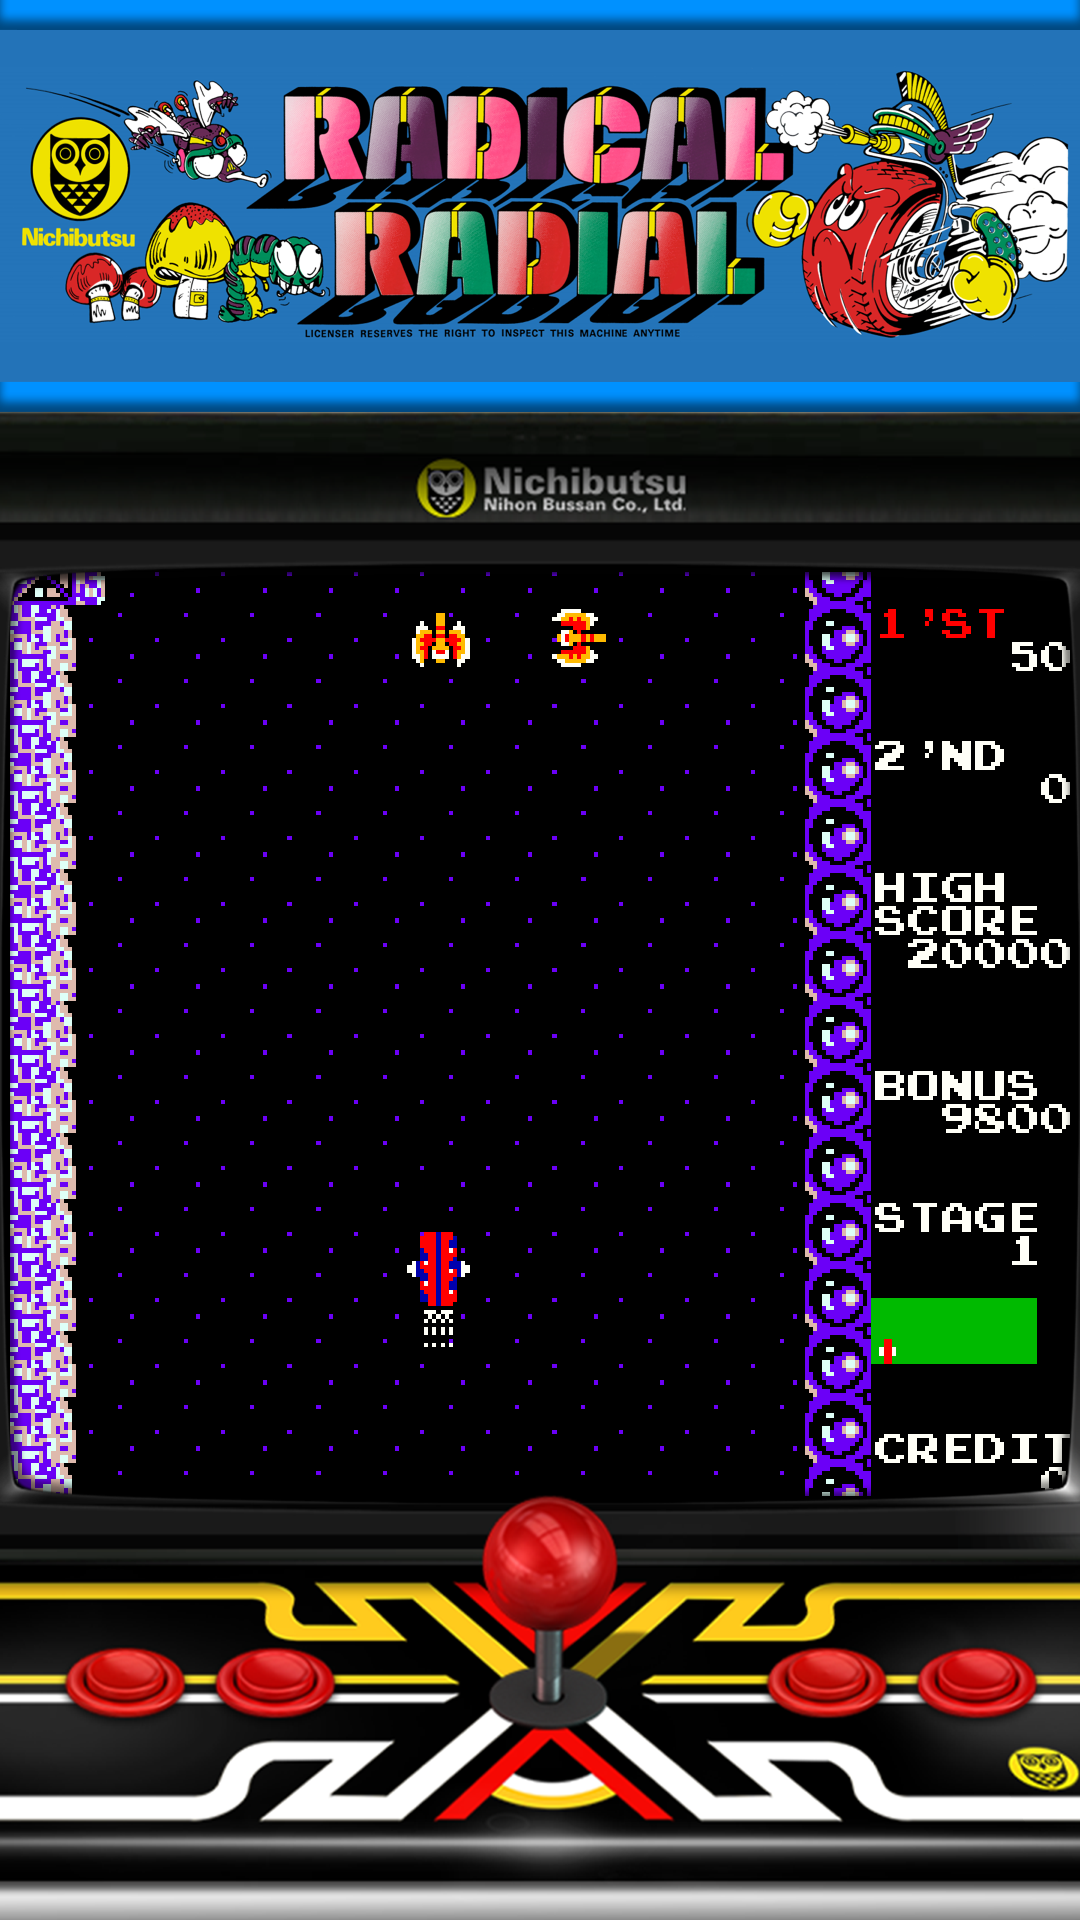 RADICAL
RADIAL
Nichibutsu
LICENSER RESERVES THE RIGHT TO INSPECT THIS MACHINE ANYTIME
Nichibutsu
Nihon Bussan Co., Ltd.
1'ST
50
2'ND
0
HIGH
SCORE
20000
BONUS
9800
STAGE
1
CREDIT
0